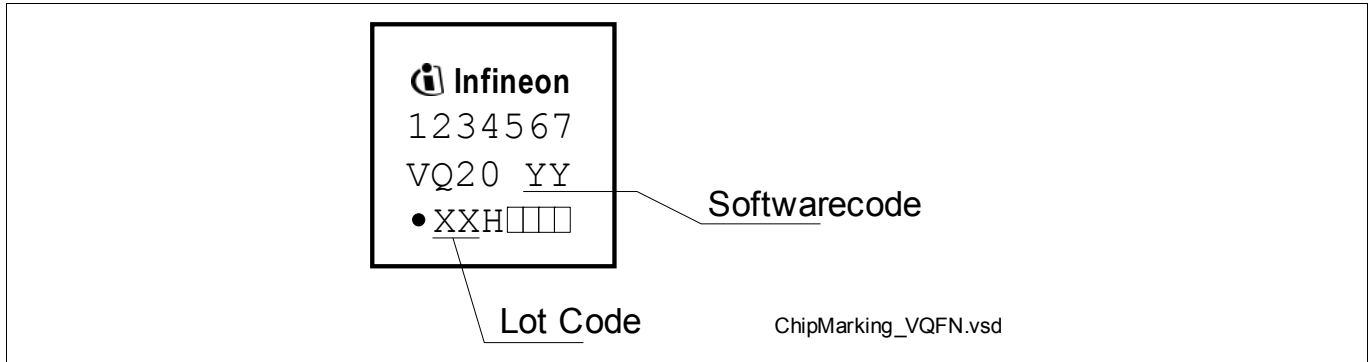 Infineon
1234567
VQ20 YY
●XXH□□□□
Softwarecode
Lot Code
ChipMarking_VQFN.vsd